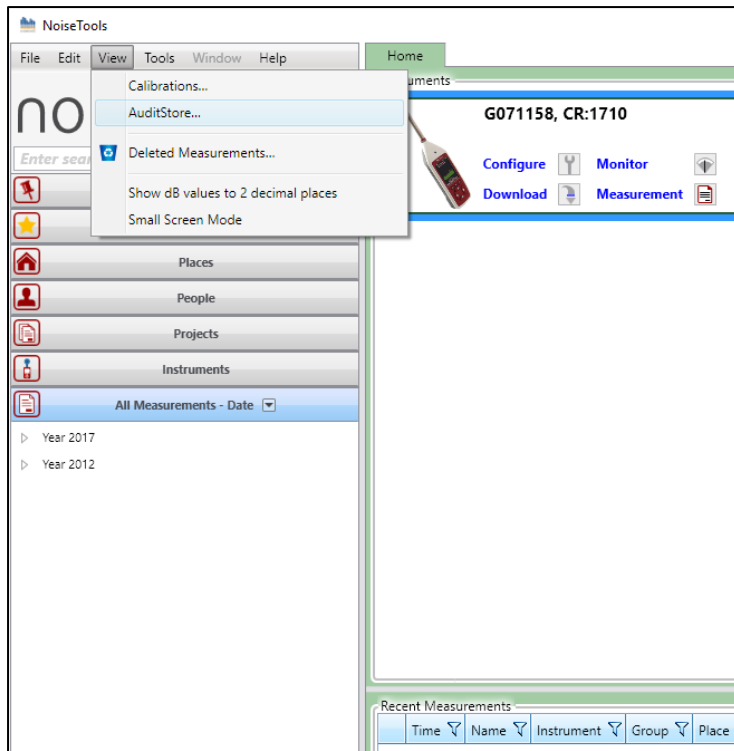 NoiseTools
File Edit View Tools Window Help
Home
Calibrations...
AuditStore...
Deleted Measurements...
Show dB values to 2 decimal places
Small Screen Mode
no
Enter sear
uments
G071158, CR:1710
Configure Monitor
Download Measurement
Places
People
Projects
Instruments
All Measurements - Date
Year 2017
Year 2012
Recent Measurements
Time Name Instrument Group Place